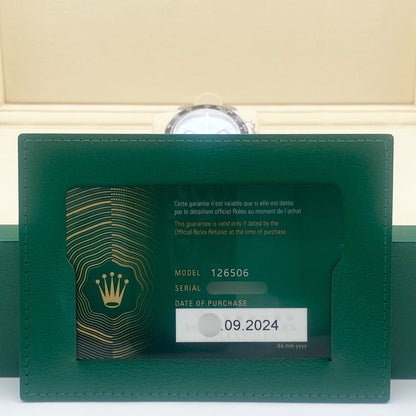 Cette garantie n'est valable que si elle est datée
par le détaillant officiel Rolex au moment de l'achat
This guarantee is valid only if dated by the
Official Rolex Retailer at the time of purchase.
MODEL 126506
SERIAL
DATE OF PURCHASE
.09.2024
dd.mm.yyyy